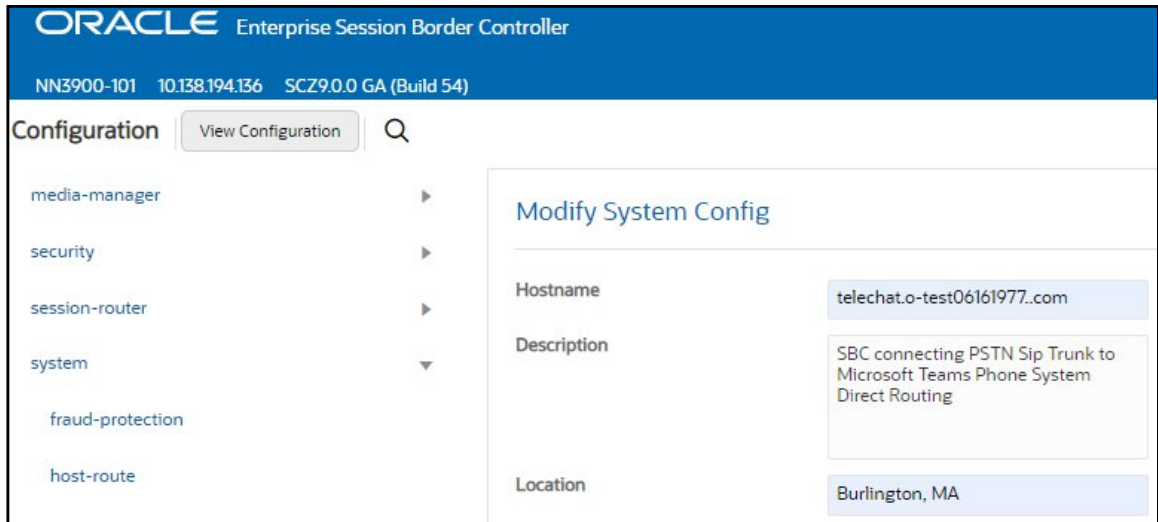 ORACLE Enterprise Session Border Controller
NN3900-101 10.138.194.136 SCZ9.0.0 GA (Build 54)
Configuration View Configuration
media-manager
security
session-router
system
fraud-protection
host-route
Modify System Config
Hostname telechat.o-test06161977..com
Description SBC connecting PSTN Sip Trunk to
Microsoft Teams Phone System
Direct Routing
Location Burlington, MA